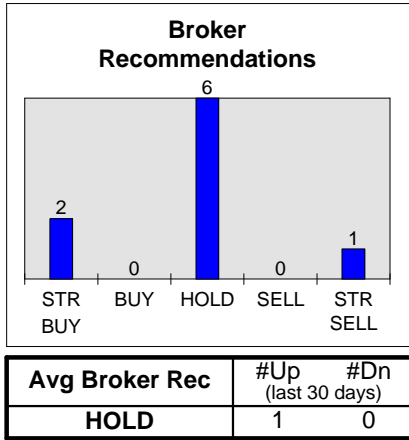 Broker
Recommendations
6
2
0
0
1
STR BUY HOLD SELL STR
BUY SELL
Avg Broker Rec #Up #Dn
(last 30 days)
HOLD 1 0